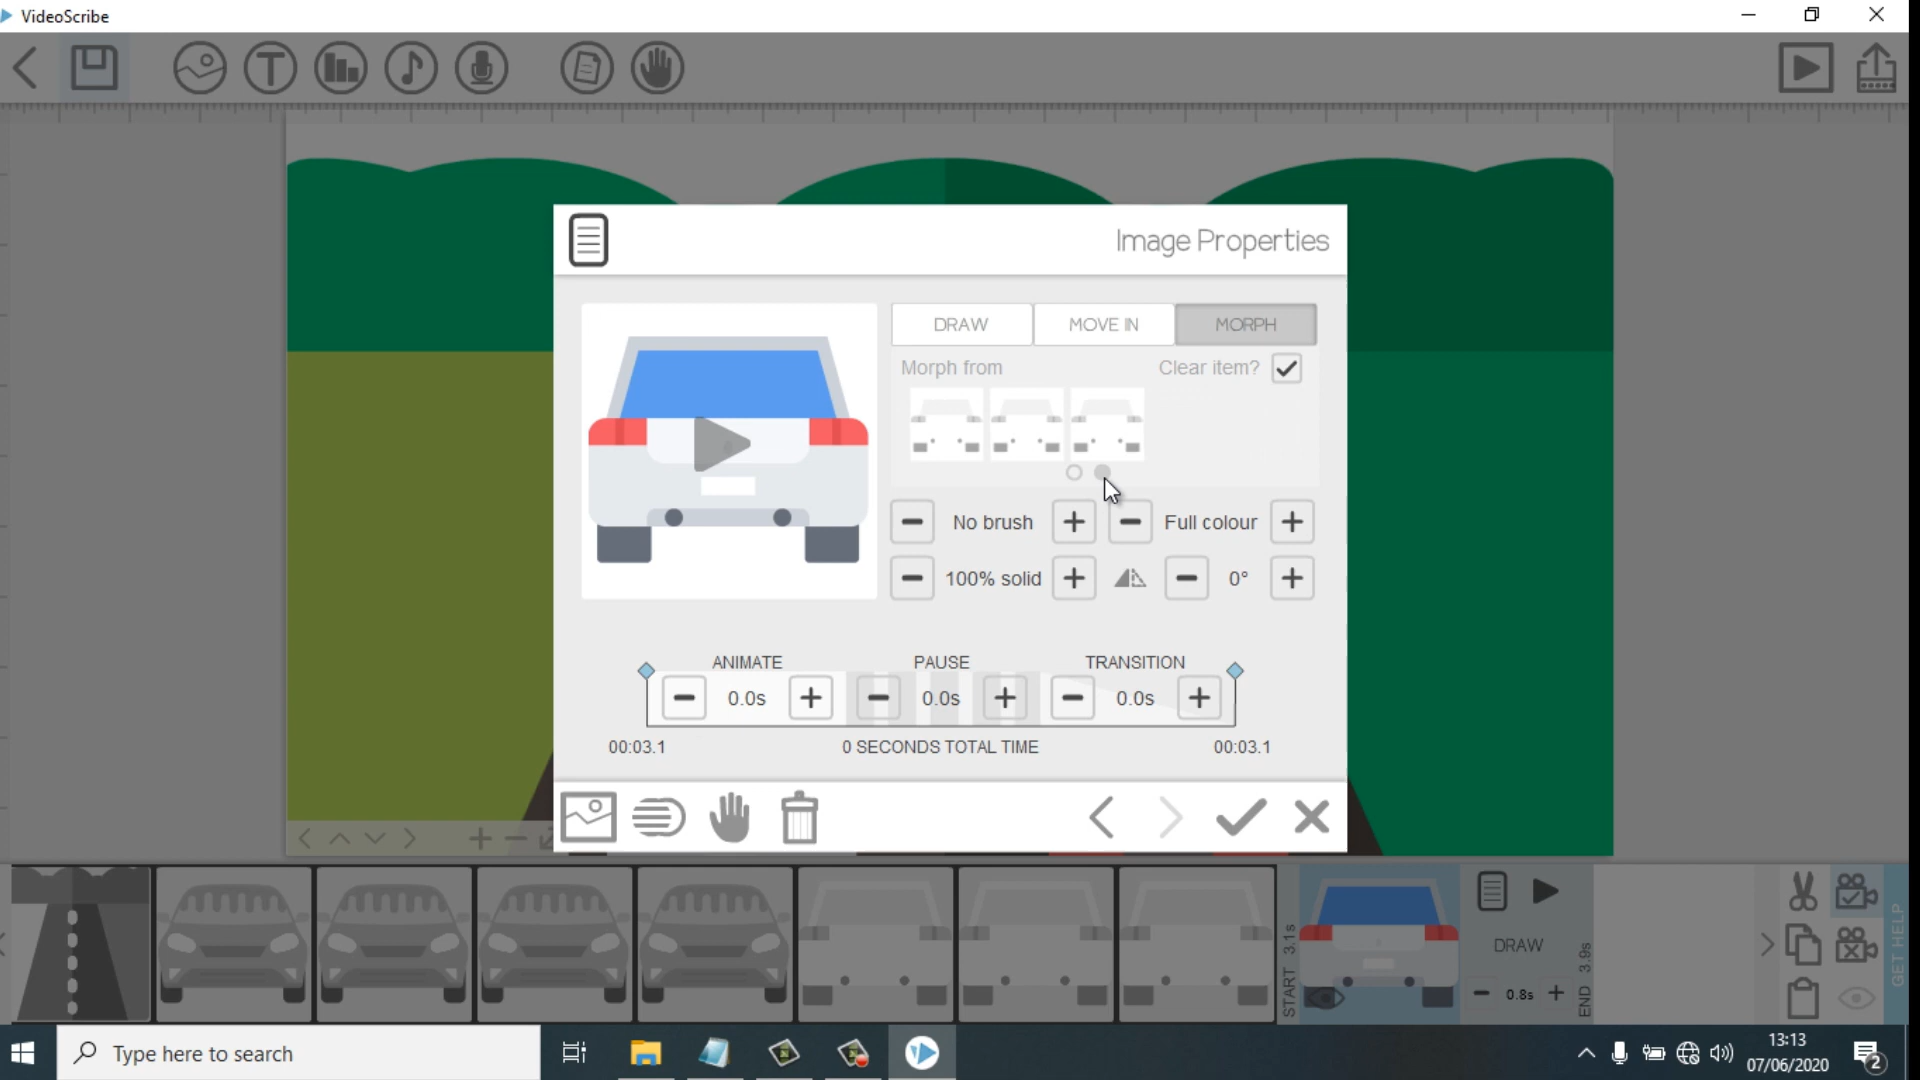 VideoScribe
Image Properties
DRAW MOVE IN MORPH
Morph from Clear item?
No brush Full colour
100% solid 0°
ANIMATE PAUSE TRANSITION
0.0s 0.0s 0.0s
00:03.1 0 SECONDS TOTAL TIME 00:03.1
START 3.1s
DRAW
0.8s
END 3.9s
GET HELP
Type here to search
13:13
07/06/2020
2